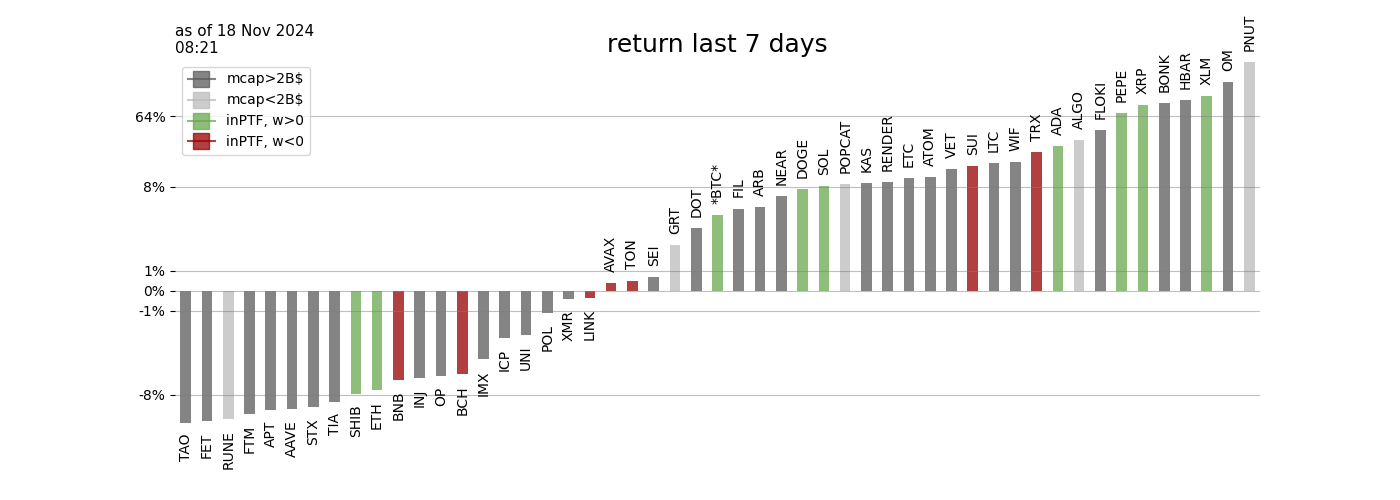 as of 18 Nov 2024
08:21
return last 7 days
mcap>2B$
mcap<2B$
inPTF, w>0
inPTF, w<0
64%
8%
1%
0%
-1%
-8%
TAO
FET
RUNE
FTM
APT
AAVE
STX
TIA
SHIB
ETH
BNB
INJ
OP
BCH
IMX
ICP
UNI
POL
XMR
LINK
AVAX
TON
SEI
GRT
DOT
*BTC*
FIL
ARB
NEAR
DOGE
SOL
POPCAT
KAS
RENDER
ETC
ATOM
VET
SUI
LTC
WIF
TRX
ADA
ALGO
FLOKI
PEPE
XRP
BONK
HBAR
XLM
OM
PNUT